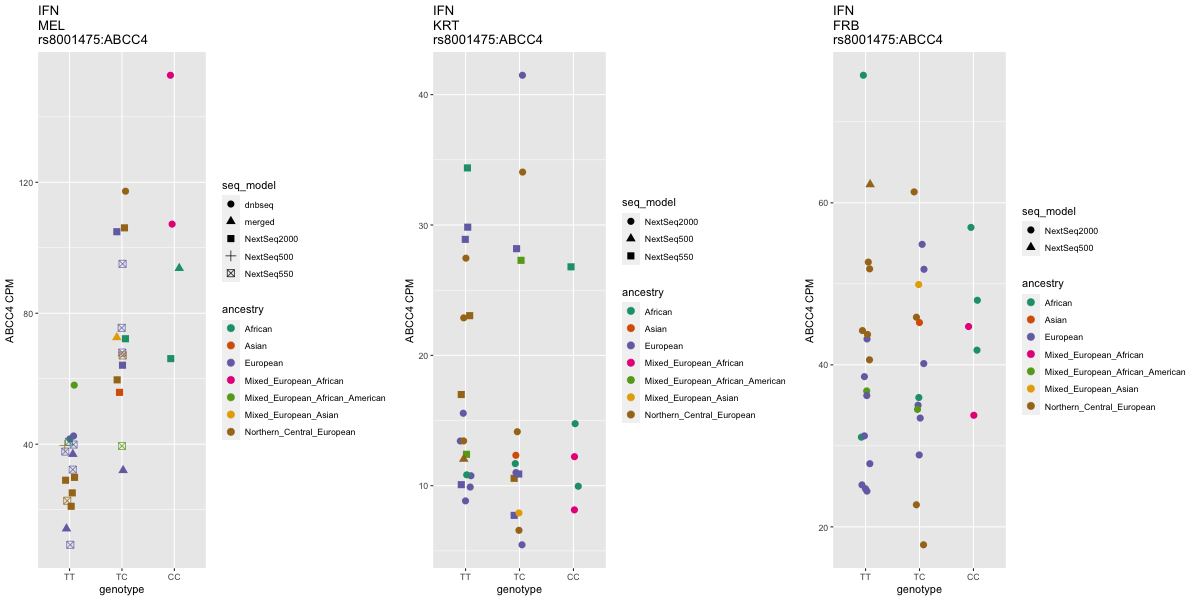 IFN
MEL
rs8001475:ABCC4
ABCC4 CPM
120
80
40
TT
TC
CC
genotype
seq_model
dnbseq
merged
NextSeq2000
NextSeq500
NextSeq550
ancestry
African
Asian
European
Mixed_European_African
Mixed_European_African_American
Mixed_European_Asian
Northern_Central_European
IFN
KRT
rs8001475:ABCC4
ABCC4 CPM
40
30
20
10
TT
TC
CC
genotype
seq_model
NextSeq2000
NextSeq500
NextSeq550
ancestry
African
Asian
European
Mixed_European_African
Mixed_European_African_American
Mixed_European_Asian
Northern_Central_European
IFN
FRB
rs8001475:ABCC4
ABCC4 CPM
60
40
20
TT
TC
CC
genotype
seq_model
NextSeq2000
NextSeq500
ancestry
African
Asian
European
Mixed_European_African
Mixed_European_African_American
Mixed_European_Asian
Northern_Central_European